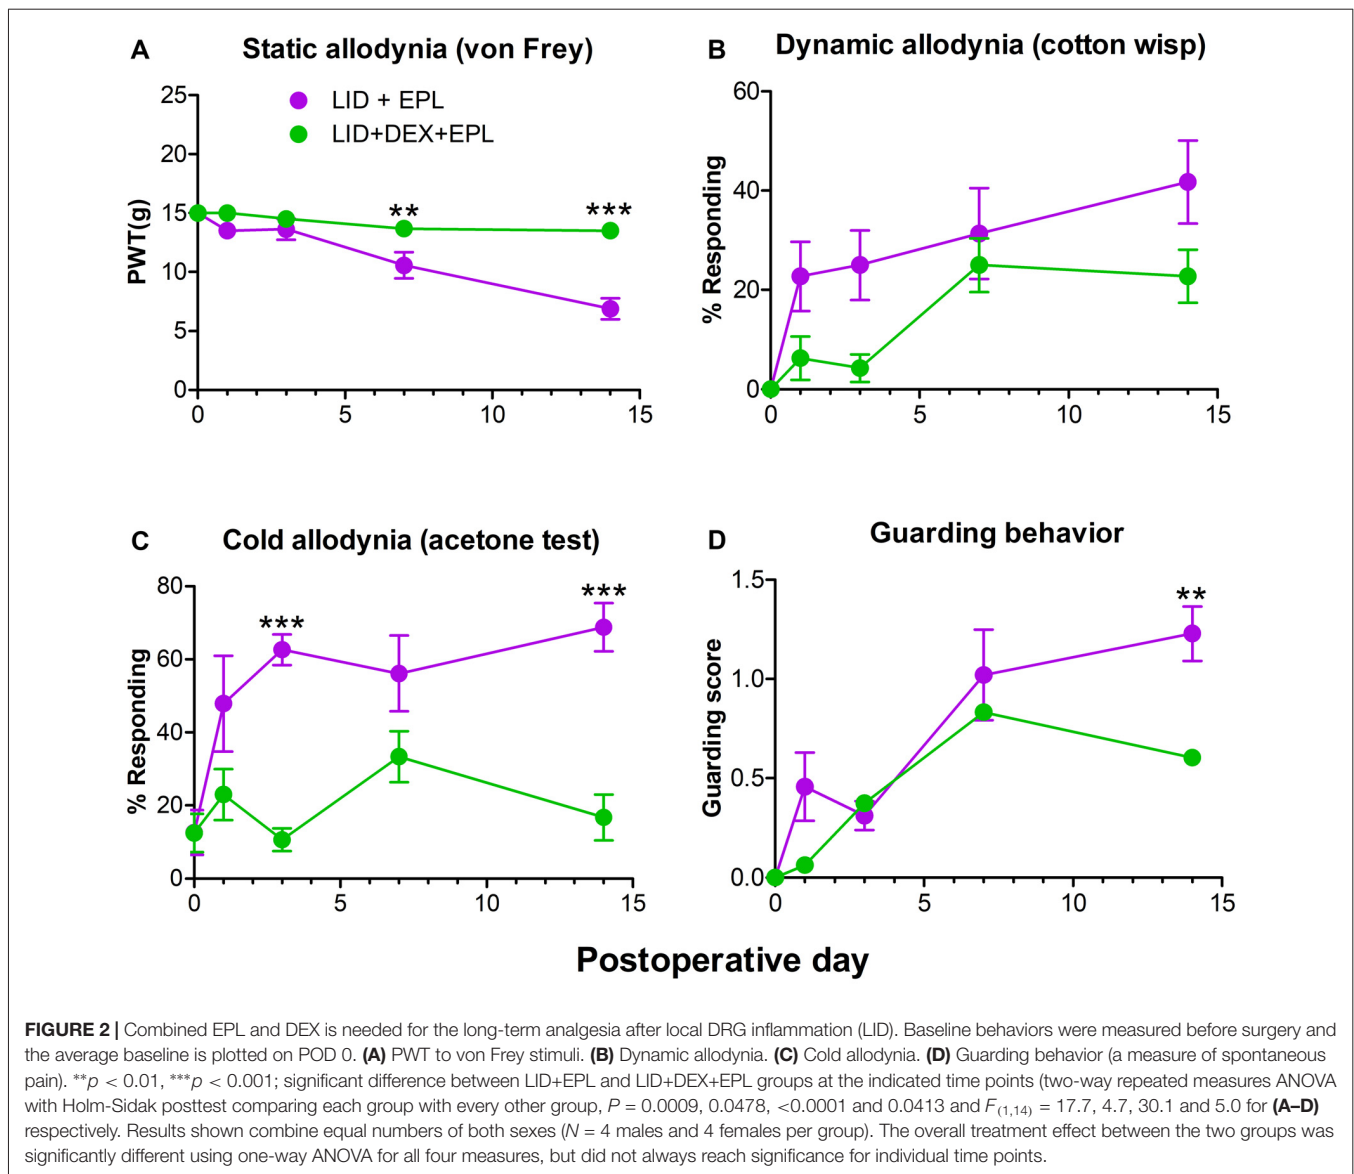 A Static allodynia (von Frey)
25
20
15
10
5
0
PWT(g)
LID + EPL
LID+DEX+EPL
**
***
0 5 10 15
B Dynamic allodynia (cotton wisp)
60
40
20
0
% Responding
0 5 10 15
C Cold allodynia (acetone test)
80
60
40
20
0
% Responding
***
***
0 5 10 15
D Guarding behavior
1.5
1.0
0.5
0.0
Guarding score
**
0 5 10 15
Postoperative day
FIGURE 2 | Combined EPL and DEX is needed for the long-term analgesia after local DRG inflammation (LID). Baseline behaviors were measured before surgery and
the average baseline is plotted on POD 0. (A) PWT to von Frey stimuli. (B) Dynamic allodynia. (C) Cold allodynia. (D) Guarding behavior (a measure of spontaneous
pain). **p < 0.01, ***p < 0.001; significant difference between LID+EPL and LID+DEX+EPL groups at the indicated time points (two-way repeated measures ANOVA
with Holm-Sidak posttest comparing each group with every other group, P = 0.0009, 0.0478, <0.0001 and 0.0413 and F(1,14) = 17.7, 4.7, 30.1 and 5.0 for (A–D)
respectively. Results shown combine equal numbers of both sexes (N = 4 males and 4 females per group). The overall treatment effect between the two groups was
significantly different using one-way ANOVA for all four measures, but did not always reach significance for individual time points.